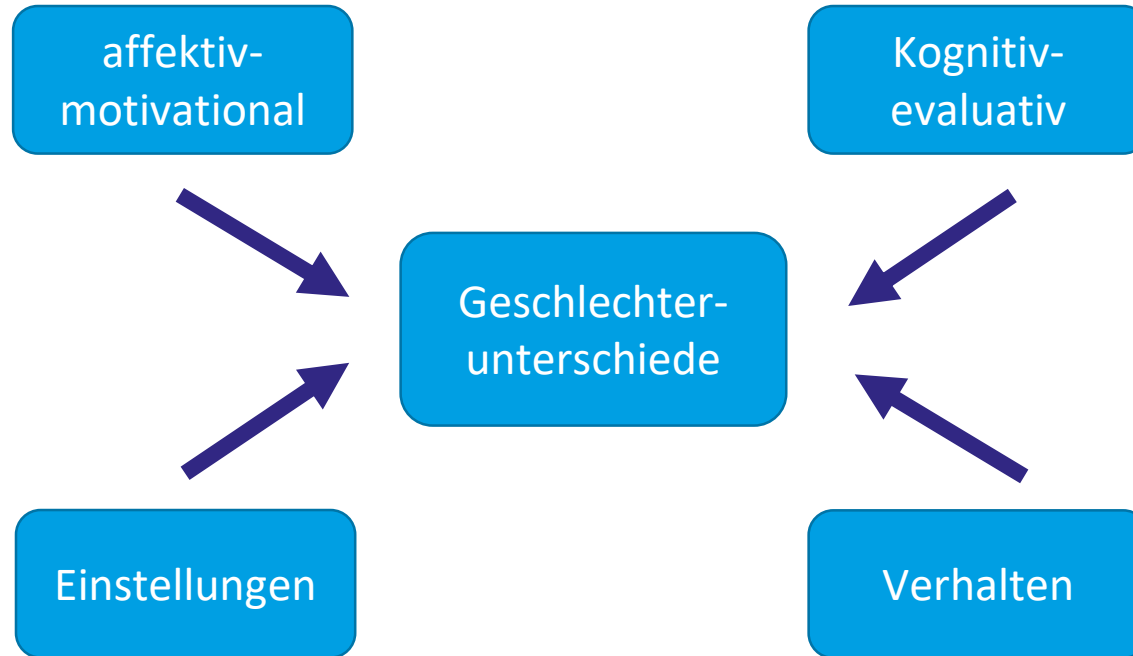 affektiv-
motivational
Kognitiv-
evaluativ
Geschlechter-
unterschiede
Einstellungen
Verhalten